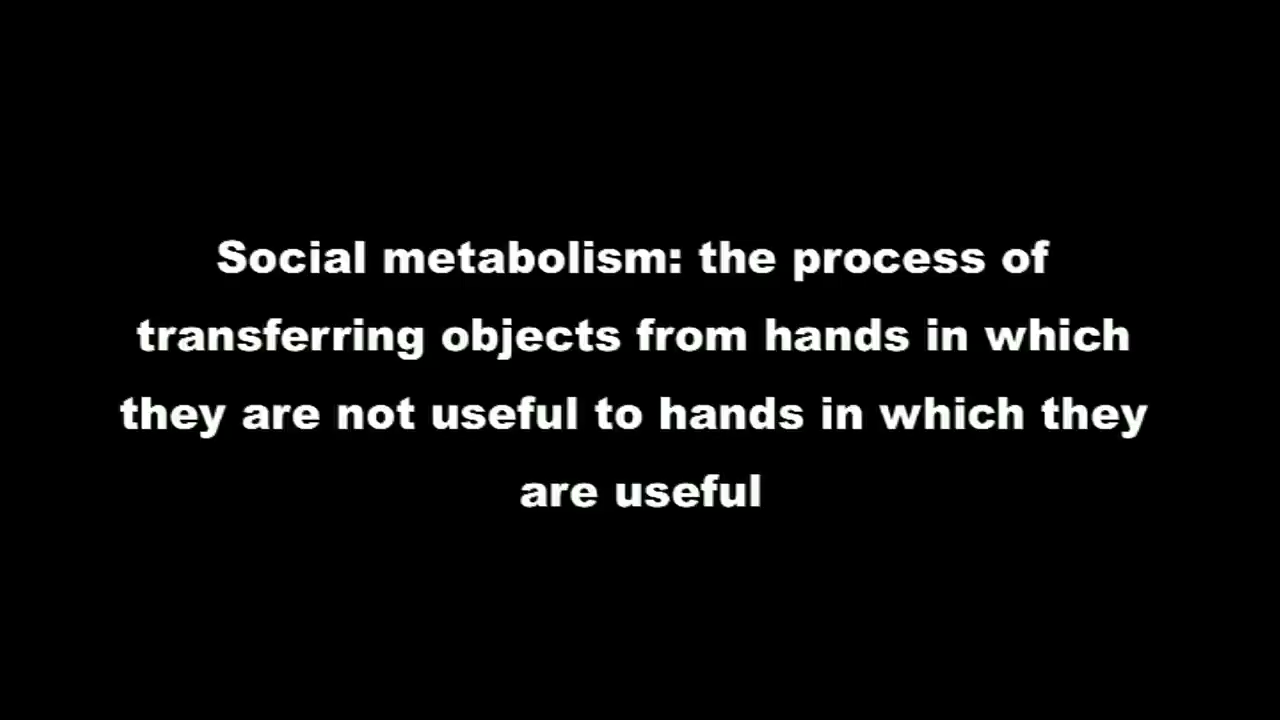 Social metabolism: the process of
transferring objects from hands in which
they are not useful to hands in which they
are useful